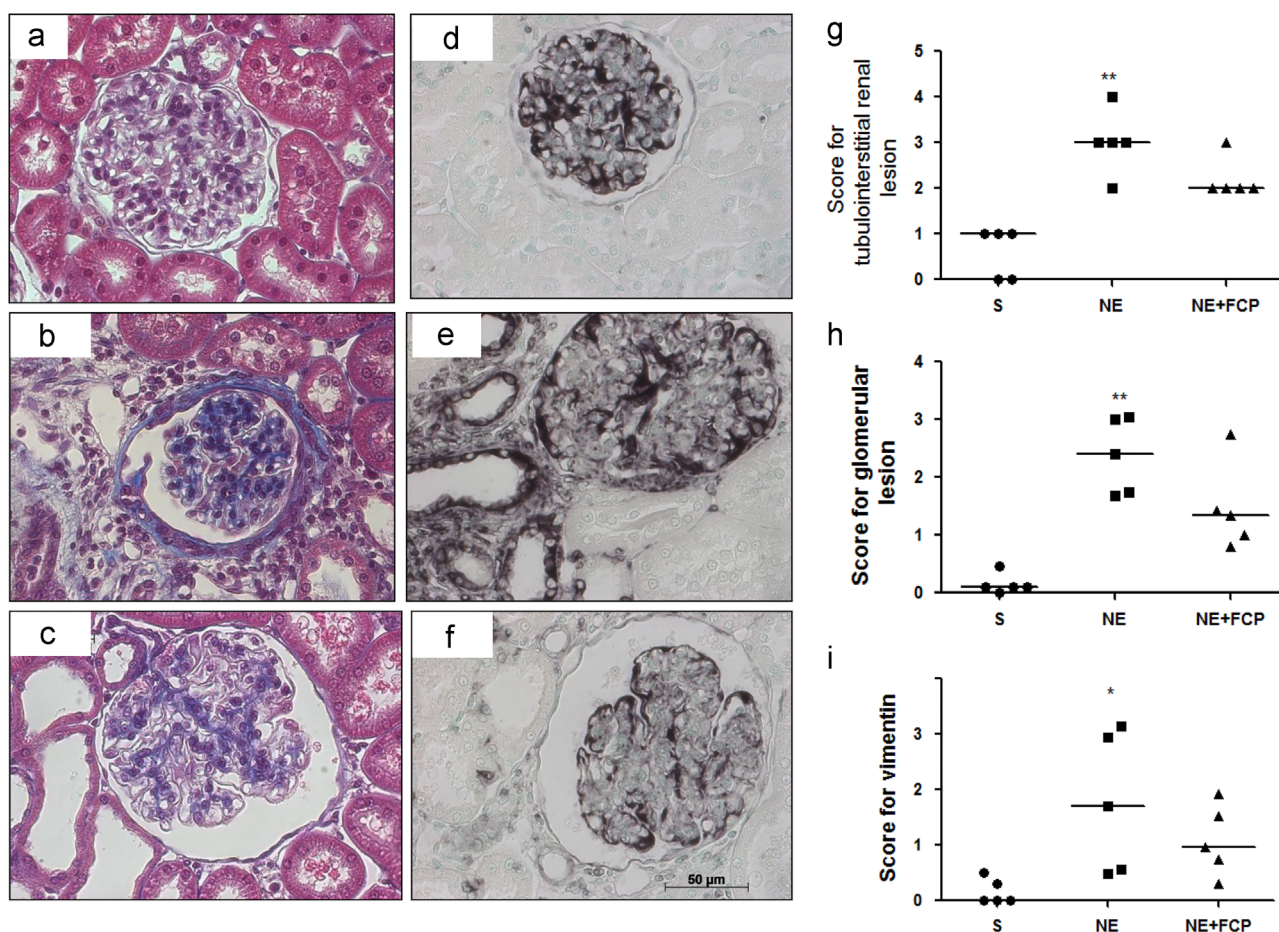 a
d
g
b
e
h
c
f
i
50 µm
Score for
tubulointerstitial renal
lesion
5
4
3
2
1
0
**
S
NE
NE+FCP
Score for glomerular
lesion
4
3
2
1
0
**
S
NE
NE+FCP
Score for vimentin
3
2
1
0
*
S
NE
NE+FCP